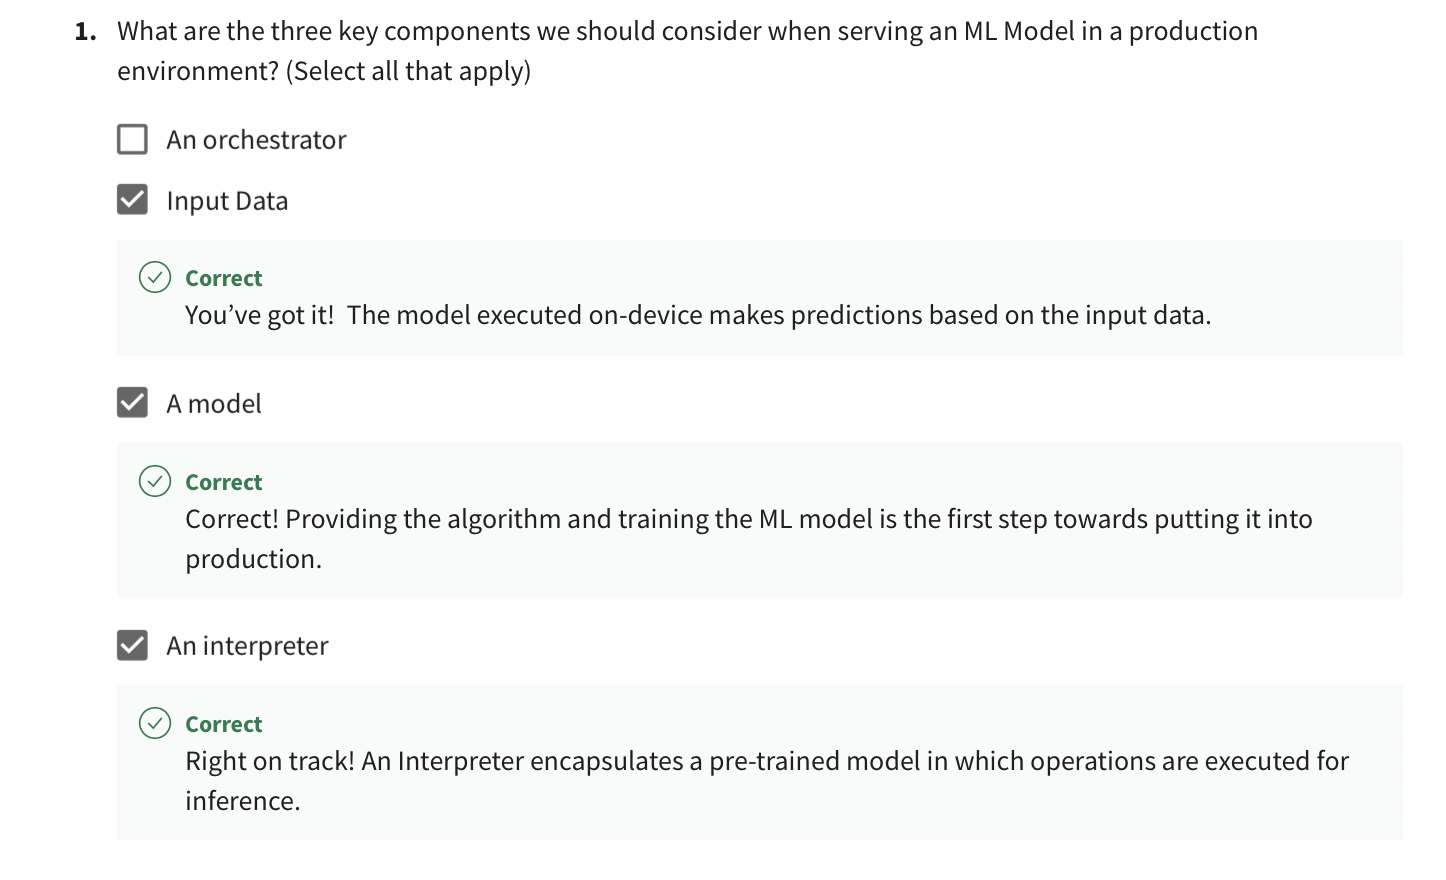 1. What are the three key components we should consider when serving an ML Model in a production
environment? (Select all that apply)
An orchestrator
Input Data
Correct
You’ve got it!  The model executed on-device makes predictions based on the input data.
A model
Correct
Correct! Providing the algorithm and training the ML model is the first step towards putting it into
production.
An interpreter
Correct
Right on track! An Interpreter encapsulates a pre-trained model in which operations are executed for
inference.